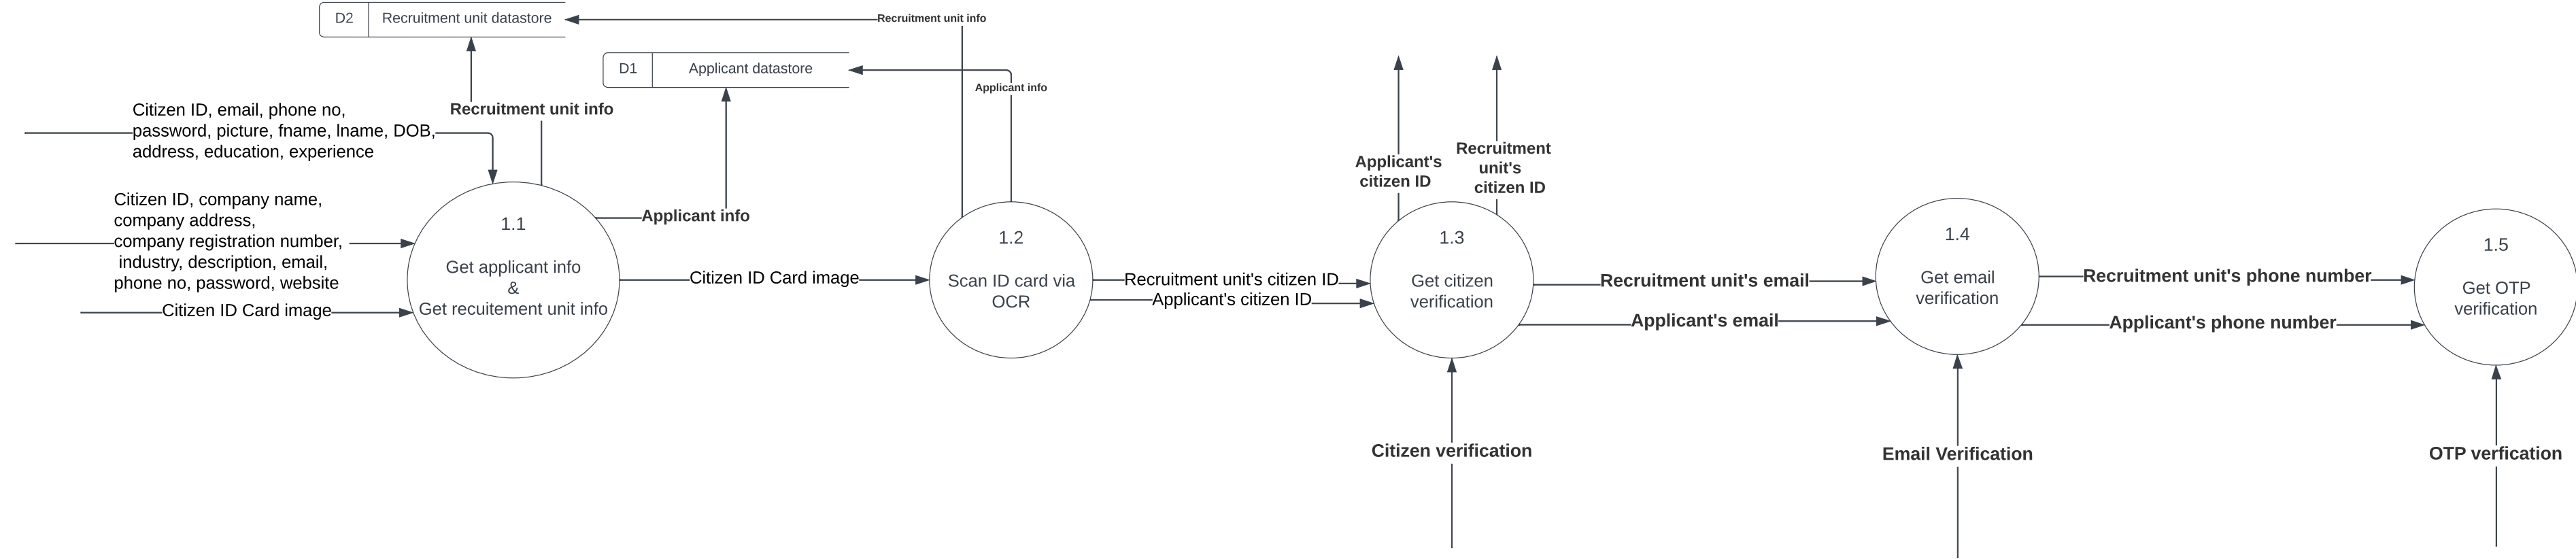 D2
Recruitment unit datastore
Recruitment unit info
D1
Applicant datastore
Applicant info
Citizen ID, email, phone no,
password, picture, fname, lname, DOB,
address, education, experience
Recruitment unit info
Citizen ID, company name,
company address,
company registration number,
industry, description, email,
phone no, password, website
Citizen ID Card image
Applicant info
1.1
Get applicant info
&
Get recuitement unit info
Citizen ID Card image
1.2
Scan ID card via
OCR
Recruitment unit's citizen ID
Applicant's citizen ID
Applicant's
citizen ID
Recruitment
unit's
citizen ID
1.3
Get citizen
verification
Citizen verification
Recruitment unit's email
Applicant's email
1.4
Get email
verification
Email Verification
Recruitment unit's phone number
Applicant's phone number
1.5
Get OTP
verification
OTP verfication